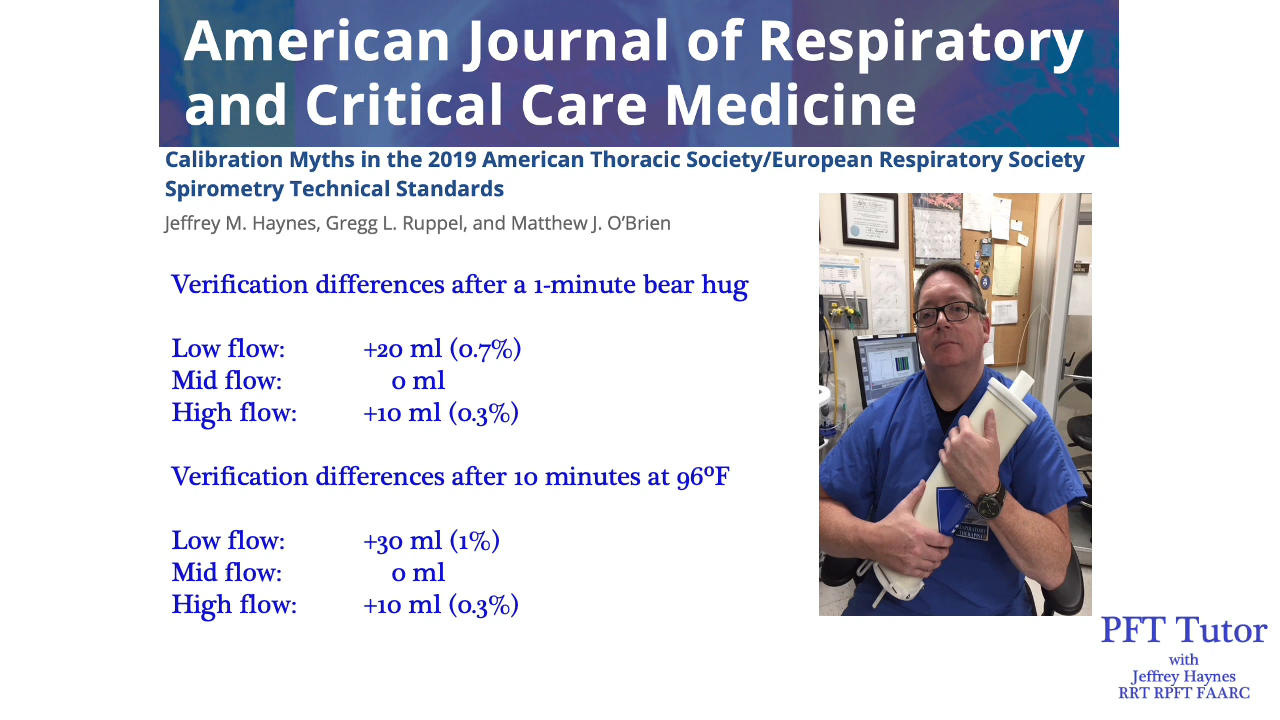 American Journal of Respiratory
and Critical Care Medicine
Calibration Myths in the 2019 American Thoracic Society/European Respiratory Society
Spirometry Technical Standards
Jeffrey M. Haynes, Gregg L. Ruppel, and Matthew J. O’Brien
Verification differences after a 1-minute bear hug
Low flow: +20 ml (0.7%)
Mid flow: 0 ml
High flow: +10 ml (0.3%)
Verification differences after 10 minutes at 96ºF
Low flow: +30 ml (1%)
Mid flow: 0 ml
High flow: +10 ml (0.3%)
RESPIRATORY
THERAPIST
PFT Tutor
with
Jeffrey Haynes
RRT RPFT FAARC